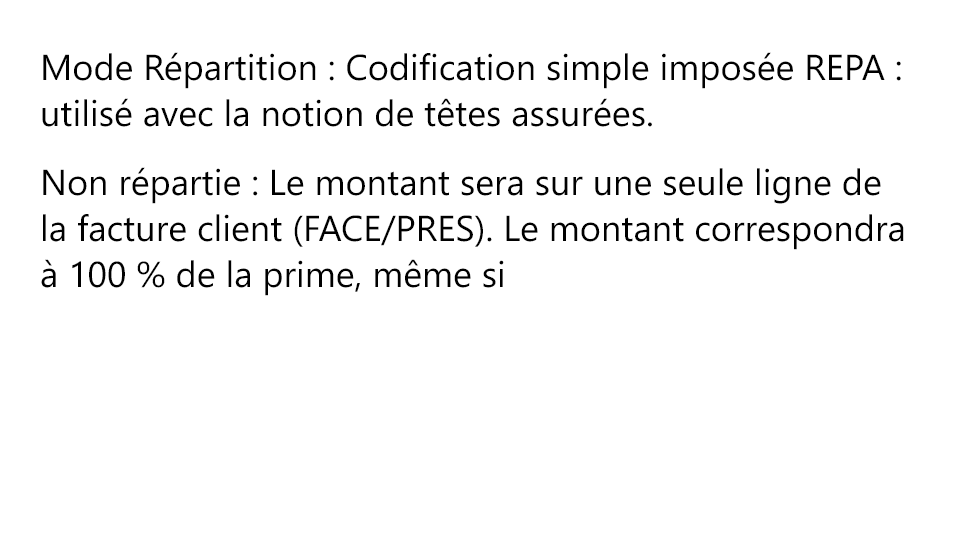 Mode Répartition : Codification simple imposée REPA :
utilisé avec la notion de têtes assurées.
Non répartie : Le montant sera sur une seule ligne de
la facture client (FACE/PRES). Le montant correspondra
à 100 % de la prime, même si